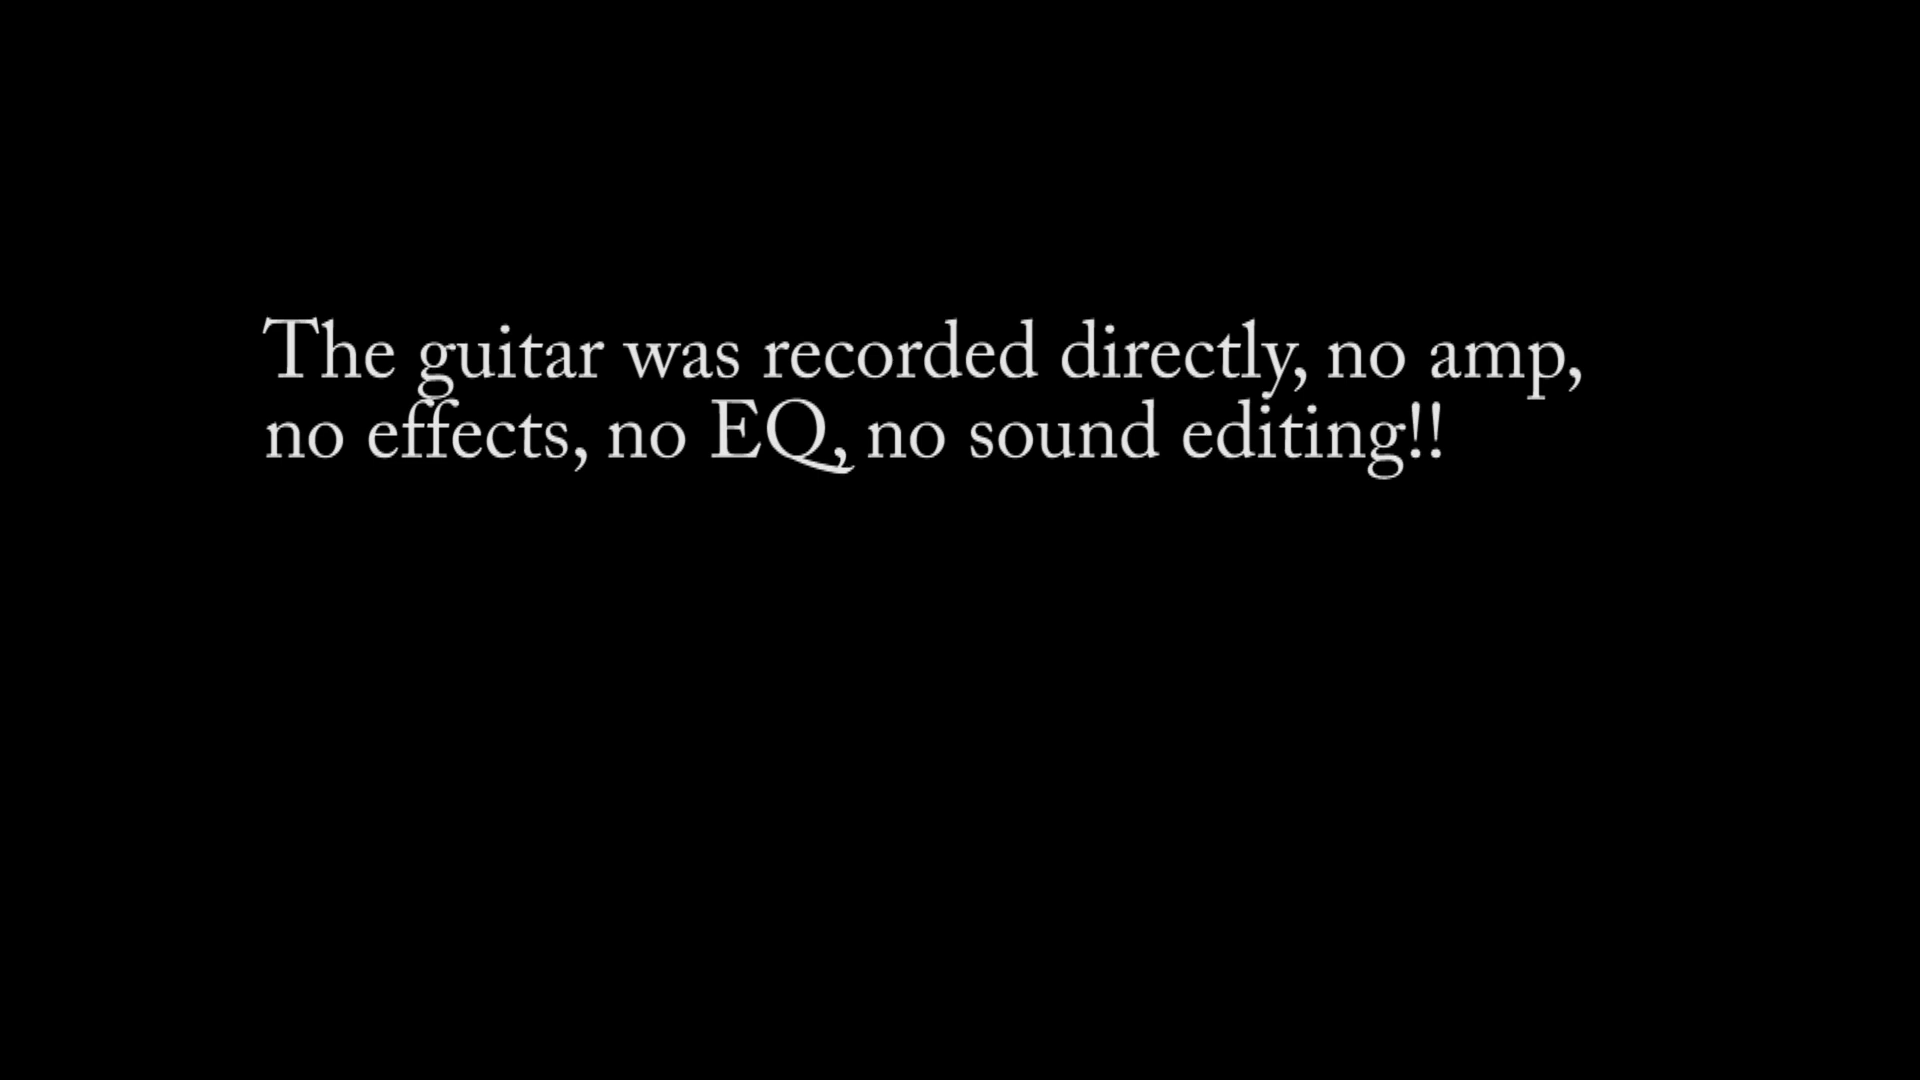 The guitar was recorded directly, no amp,
no effects, no EQ, no sound editing!!